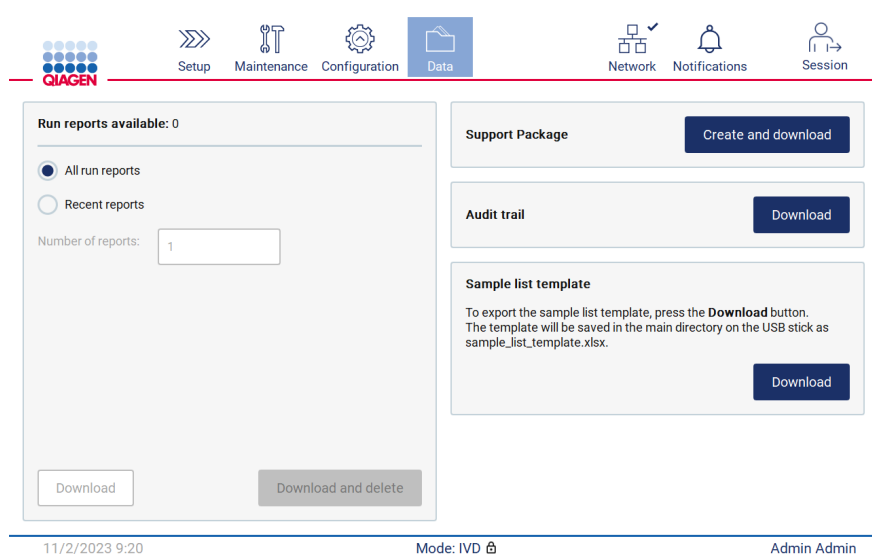 QIAGEN
Setup
Maintenance
Configuration
Data
Network
Notifications
Session
Run reports available: 0
All run reports
Recent reports
Number of reports:
1
Download
Download and delete
Support Package
Create and download
Audit trail
Download
Sample list template
To export the sample list template, press the Download button.
The template will be saved in the main directory on the USB stick as
sample_list_template.xlsx.
Download
11/2/2023 9:20
Mode: IVD
Admin Admin